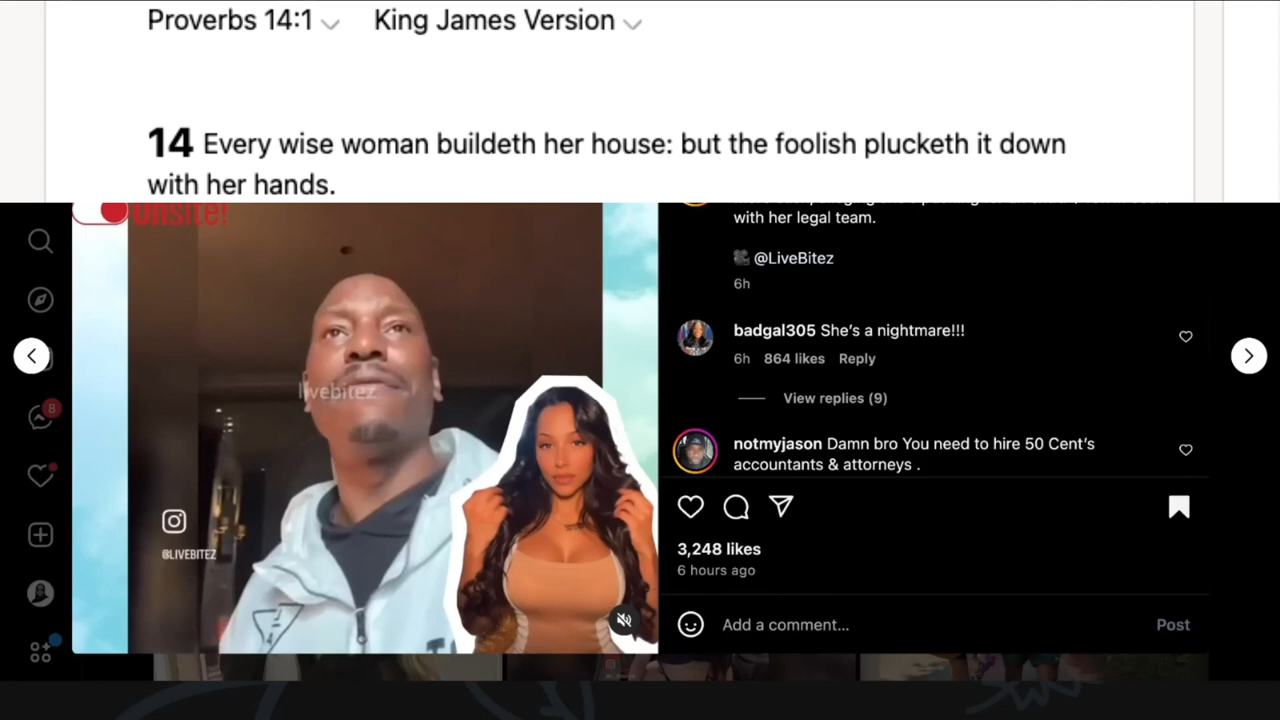 Proverbs 14:1 King James Version
14 Every wise woman buildeth her house: but the foolish plucketh it down
with her hands.
Onsite!
livebitez
@LIVEBITEZ
8
with her legal team.
@LiveBitez
6h
badgal305 She's a nightmare!!!
6h 864 likes Reply
View replies (9)
notmyjason Damn bro You need to hire 50 Cent's
accountants & attorneys .
3,248 likes
6 hours ago
Add a comment... Post